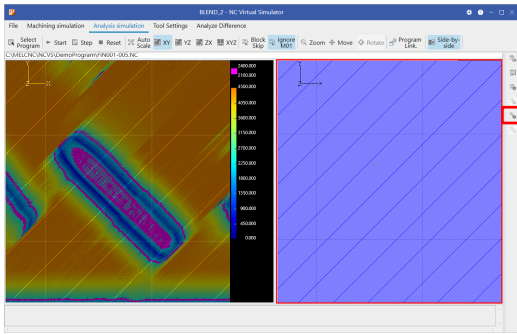 BLEND_2 - NC Virtual Simulator
File Machining simulation Analysis simulation Tool Settings Analyze Difference
Select Program Start Step Reset Auto Scale XY YZ ZX XYZ Block Skip Ignore M01 Zoom Move Rotate Program Link. Side-by-side
C:\MELCNC\NCVS\DemoProgram\FIN001-005.NC
2400.000
2160.000
4500.000
4050.000
3600.000
3150.000
2700.000
2250.000
1800.000
1350.000
900.000
450.000
0.000
Z X
Z X